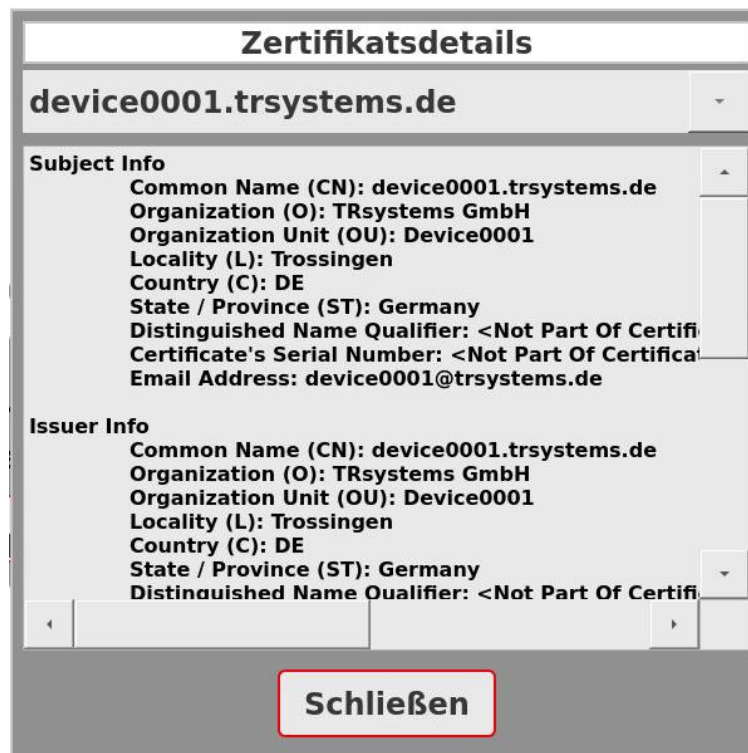 Zertifikatsdetails
device0001.trsystems.de
Subject Info
Common Name (CN): device0001.trsystems.de
Organization (O): TRsystems GmbH
Organization Unit (OU): Device0001
Locality (L): Trossingen
Country (C): DE
State / Province (ST): Germany
Distinguished Name Qualifier: <Not Part Of Certifi
Certificate's Serial Number: <Not Part Of Certificat
Email Address: device0001@trsystems.de
Issuer Info
Common Name (CN): device0001.trsystems.de
Organization (O): TRsystems GmbH
Organization Unit (OU): Device0001
Locality (L): Trossingen
Country (C): DE
State / Province (ST): Germany
Distinguished Name Qualifier: <Not Part Of Certifi
Schließen